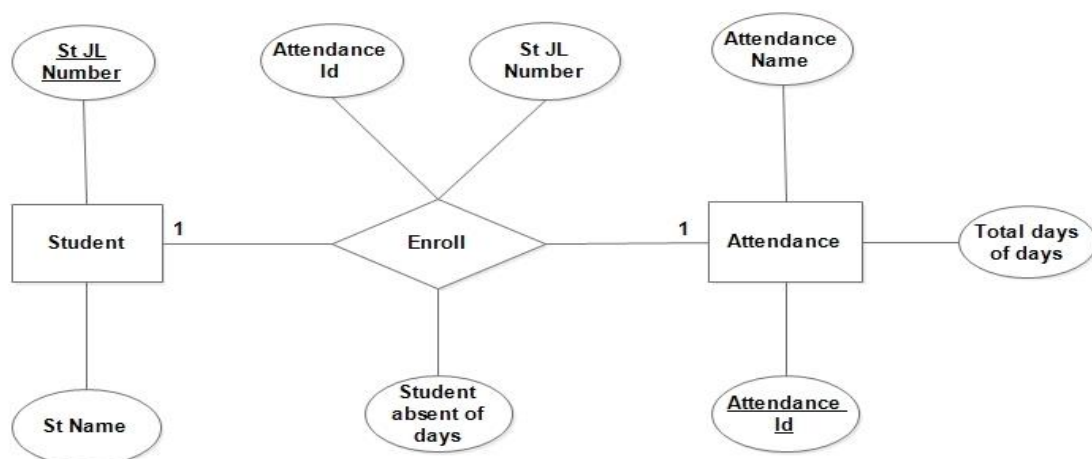 St JL
Number
Attendance
Id
St JL
Number
Attendance
Name
Student
1
Enroll
1
Attendance
Total days
of days
St Name
Student
absent of
days
Attendance
Id